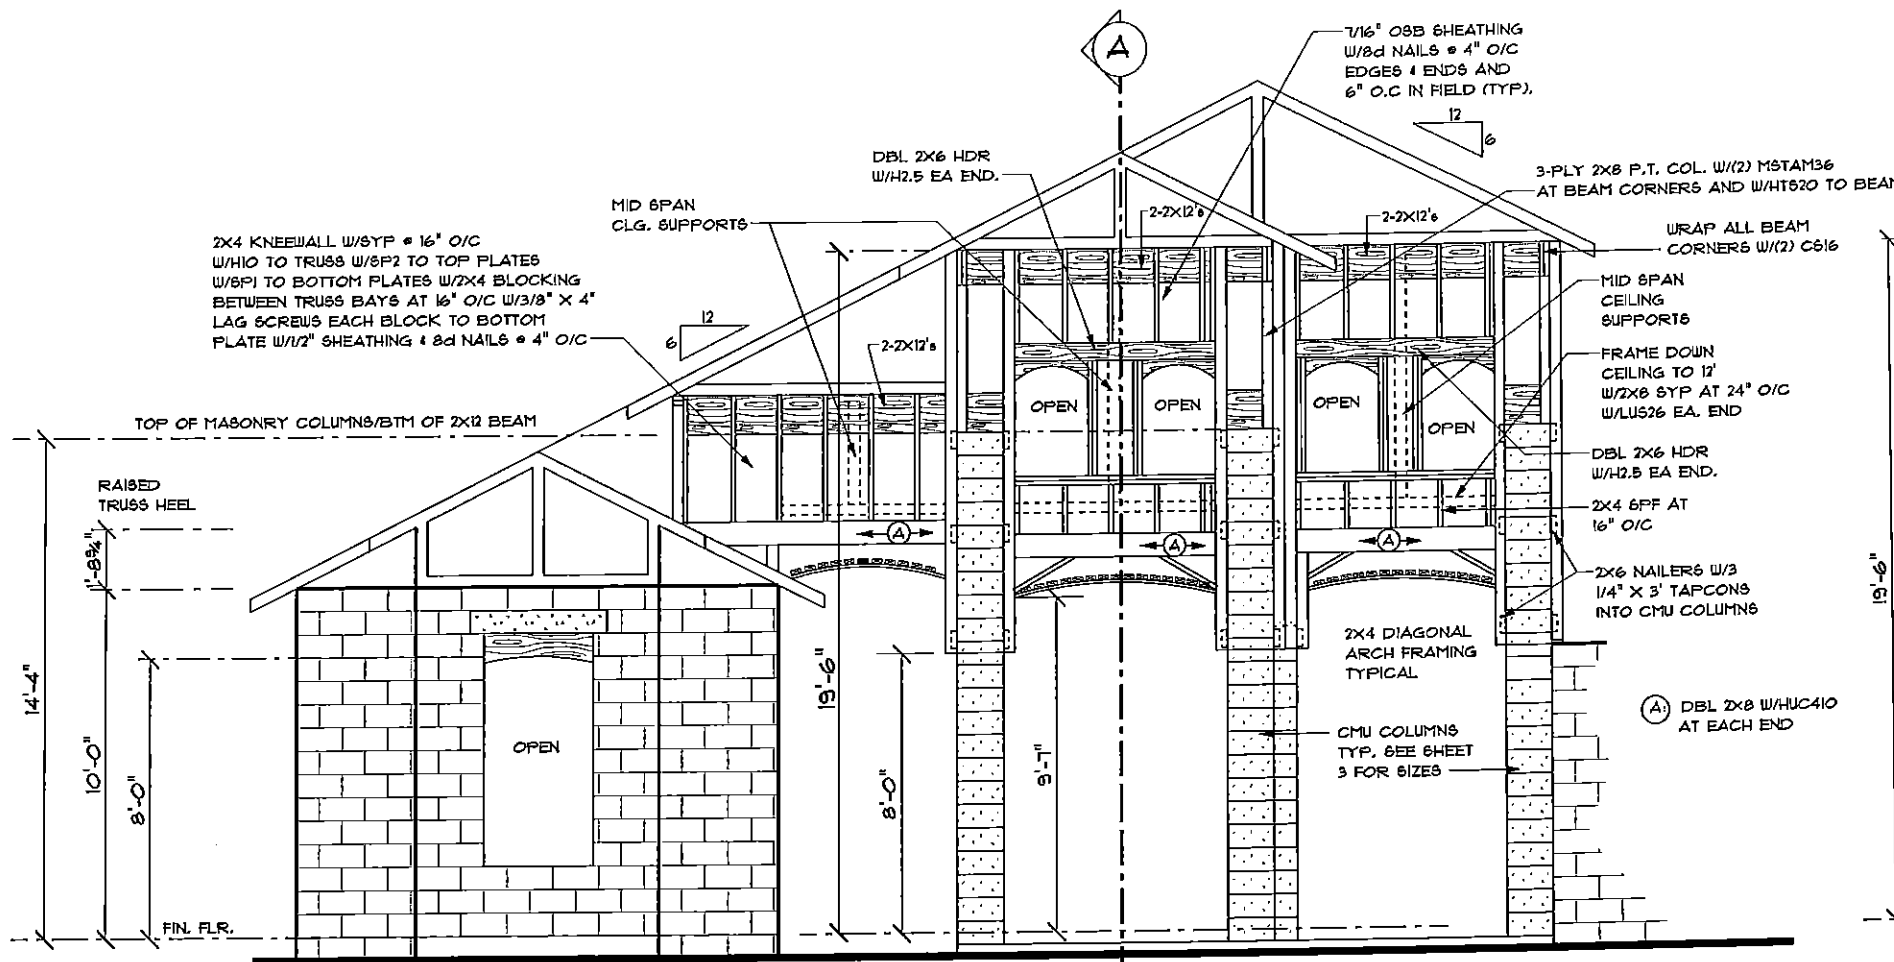 A
7/16" OSB SHEATHING
W/8d NAILS @ 4" O/C
EDGES & ENDS AND
6" O.C IN FIELD (TYP).
12
6
DBL 2X6 HDR
W/H2.5 EA END.
3-PLY 2X8 P.T. COL. W/(2) MSTAM36
AT BEAM CORNERS AND W/HTS20 TO BEAM
MID SPAN
CLG. SUPPORTS
2-2X12's
2-2X12's
WRAP ALL BEAM
CORNERS W/(2) CS16
2X4 KNEEWALL W/SYP @ 16" O/C
W/H10 TO TRUSS W/SP2 TO TOP PLATES
W/SP1 TO BOTTOM PLATES W/2X4 BLOCKING
BETWEEN TRUSS BAYS AT 16" O/C W/3/8" X 4"
LAG SCREWS EACH BLOCK TO BOTTOM
PLATE W/1/2" SHEATHING & 8d NAILS @ 4" O/C
12
6
2-2X12's
MID SPAN
CEILING
SUPPORTS
FRAME DOWN
CEILING TO 12'
W/2X8 SYP AT 24" O/C
W/LUS26 EA. END
OPEN
OPEN
OPEN
OPEN
TOP OF MASONRY COLUMNS/BTM OF 2X12 BEAM
DBL 2X6 HDR
W/H2.5 EA END.
RAISED
TRUSS HEEL
2X4 SPF AT
16" O/C
A
A
A
1'-8 3/4"
2X6 NAILERS W/3
1/4" X 3' TAPCONS
INTO CMU COLUMNS
19'-6"
2X4 DIAGONAL
ARCH FRAMING
TYPICAL
14'-4"
10'-0"
8'-0"
19'-6"
8'-0"
9'-7"
OPEN
A: DBL 2X8 W/HUC410
AT EACH END
CMU COLUMNS
TYP. SEE SHEET
3 FOR SIZES
FIN. FLR.